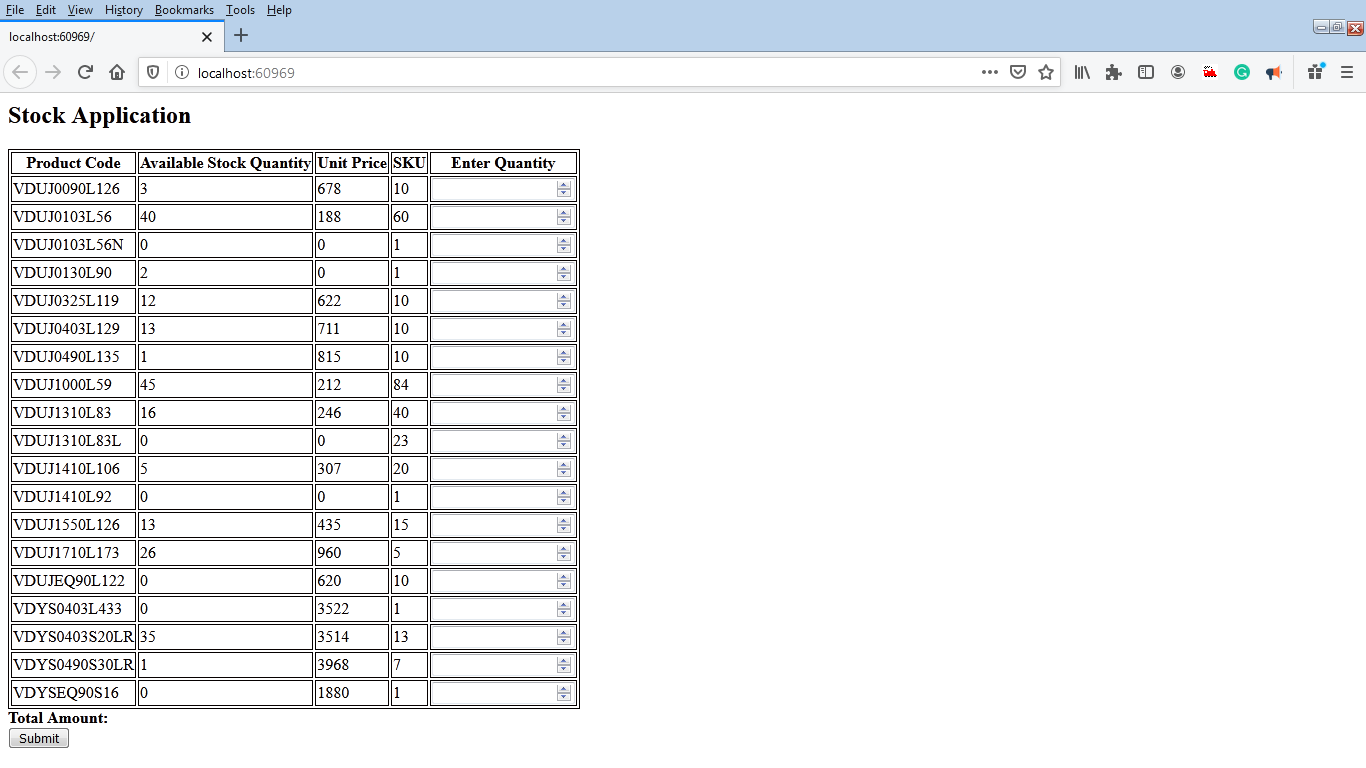 File Edit View History Bookmarks Tools Help
localhost:60969/
localhost:60969
Stock Application
Product Code Available Stock Quantity Unit Price SKU Enter Quantity
VDUJ0090L126 3 678 10
VDUJ0103L56 40 188 60
VDUJ0103L56N 0 0 1
VDUJ0130L90 2 0 1
VDUJ0325L119 12 622 10
VDUJ0403L129 13 711 10
VDUJ0490L135 1 815 10
VDUJ1000L59 45 212 84
VDUJ1310L83 16 246 40
VDUJ1310L83L 0 0 23
VDUJ1410L106 5 307 20
VDUJ1410L92 0 0 1
VDUJ1550L126 13 435 15
VDUJ1710L173 26 960 5
VDUJEQ90L122 0 620 10
VDYS0403L433 0 3522 1
VDYS0403S20LR 35 3514 13
VDYS0490S30LR 1 3968 7
VDYSEQ90S16 0 1880 1
Total Amount:
Submit